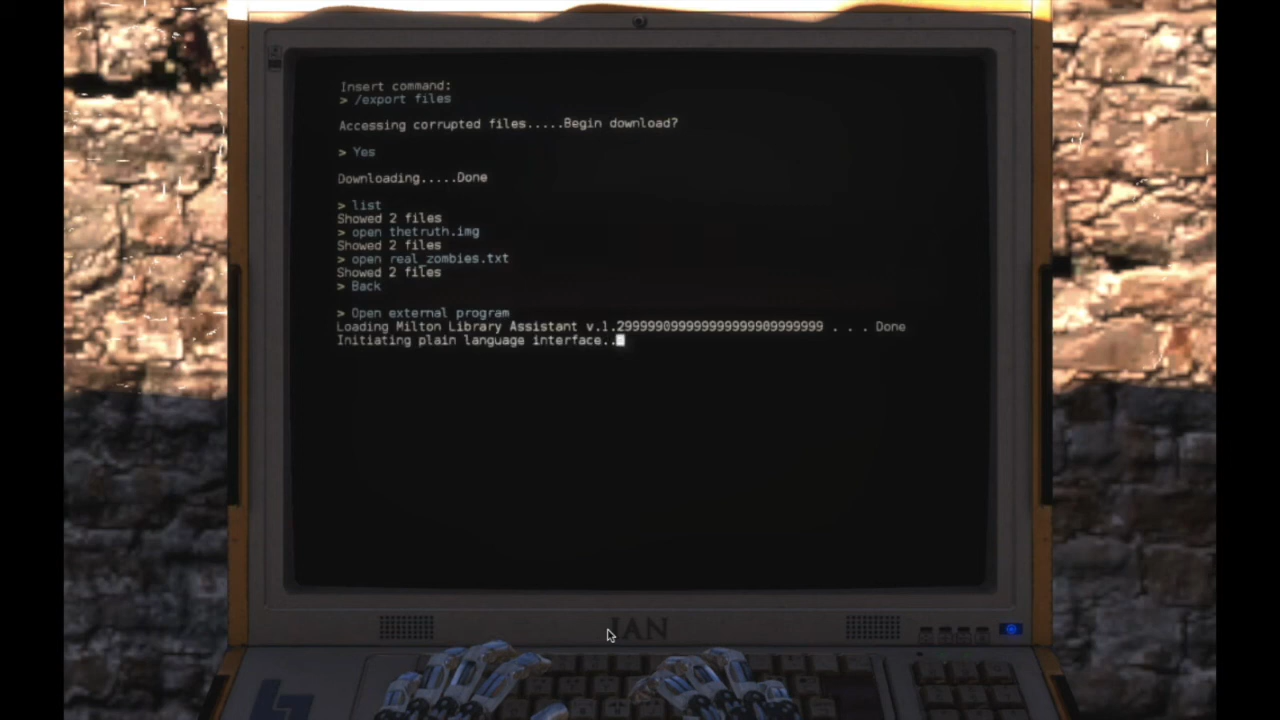 Insert command:
> /export files
Accessing corrupted files.....Begin download?
> Yes
Downloading.....Done
> list
Showed 2 files
> open thetruth.img
Showed 2 files
> open real_zombies.txt
Showed 2 files
> Back
> Open external program
Loading Milton Library Assistant v.1.2999990999999999999909999999 . . . Done
Initiating plain language interface..
IAN